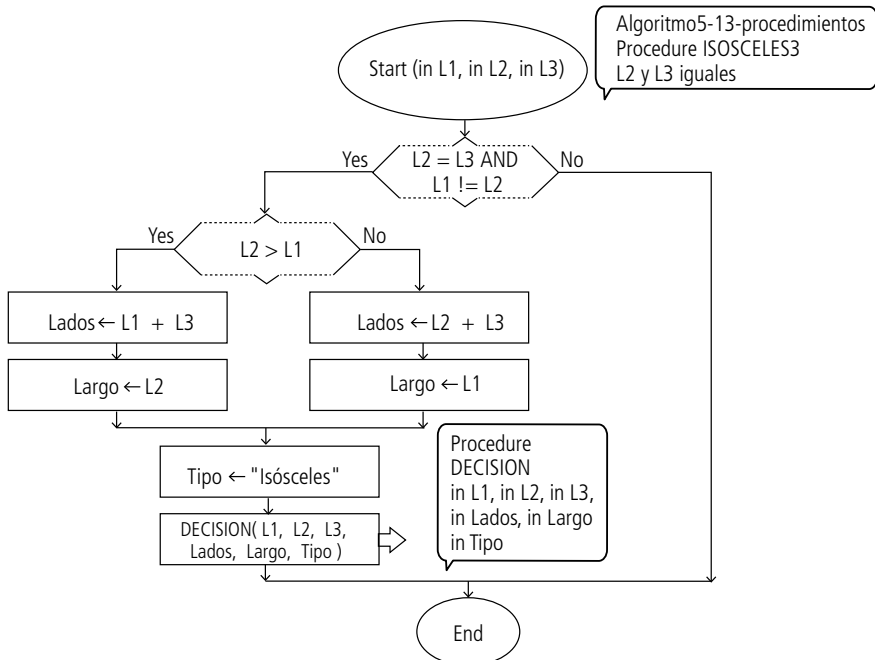 Algoritmo5-13-procedimientos
Procedure ISOSCELES3
L2 y L3 iguales
Start (in L1, in L2, in L3)
Yes
L2 = L3 AND
L1 != L2
No
Yes
L2 > L1
No
Lados ← L1 + L3
Lados ← L2 + L3
Largo ← L2
Largo ← L1
Tipo ← "Isósceles"
DECISION( L1, L2, L3,
Lados, Largo, Tipo )
Procedure
DECISION
in L1, in L2, in L3,
in Lados, in Largo
in Tipo
End